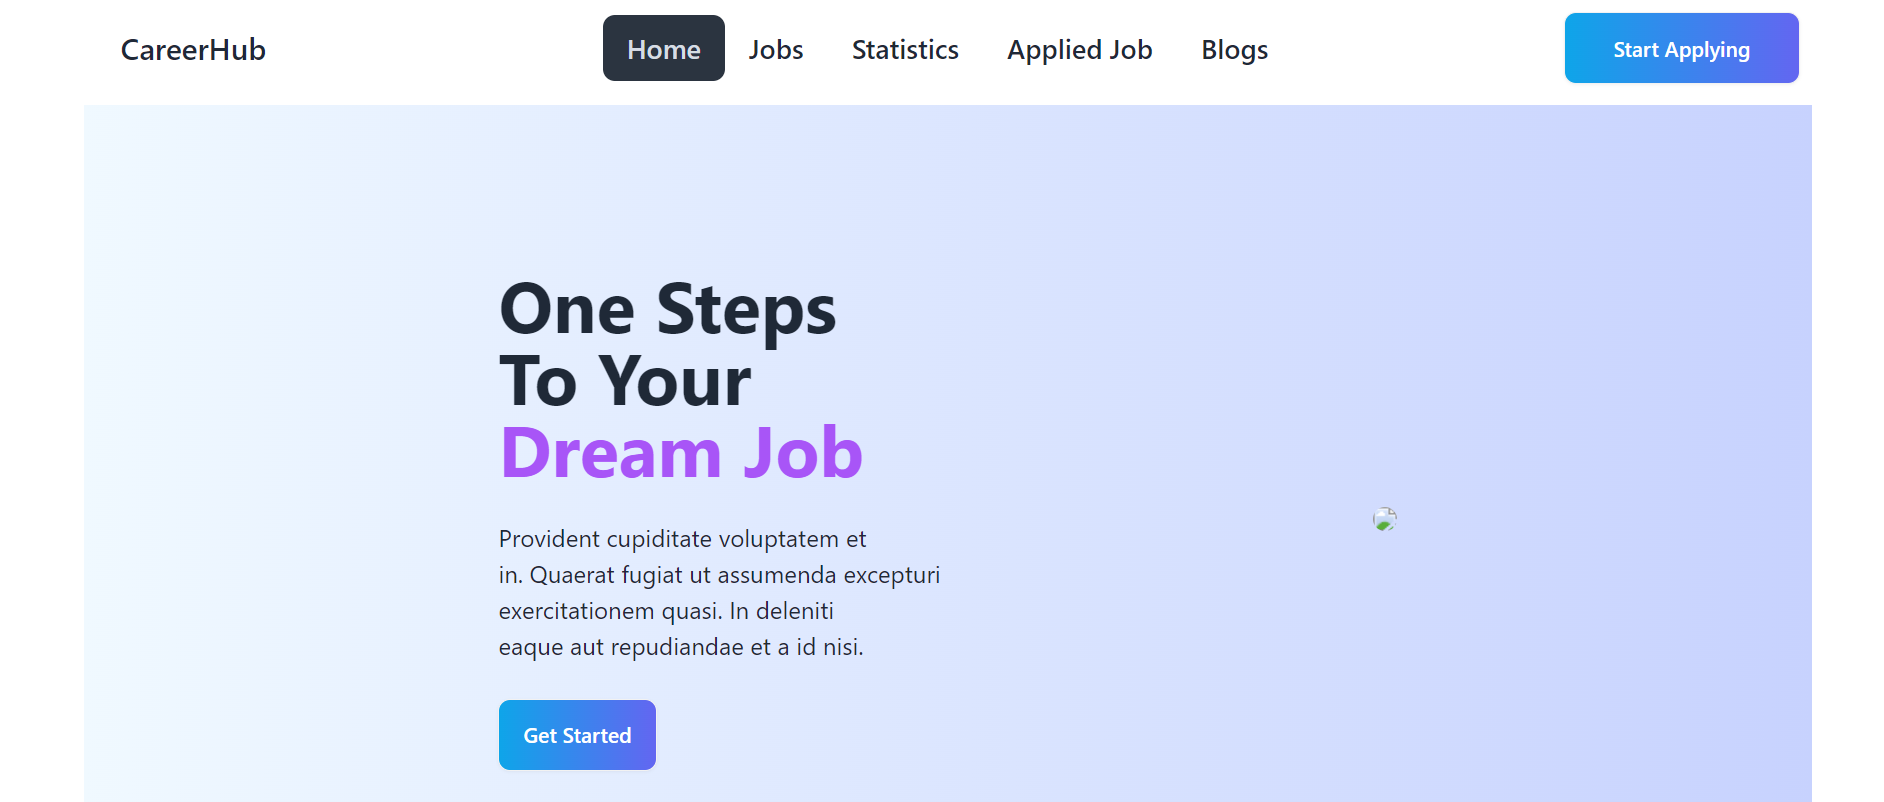 CareerHub
Home
Jobs
Statistics
Applied Job
Blogs
Start Applying
One Steps
To Your
Dream Job
Provident cupiditate voluptatem et
in. Quaerat fugiat ut assumenda excepturi
exercitationem quasi. In deleniti
eaque aut repudiandae et a id nisi.
Get Started